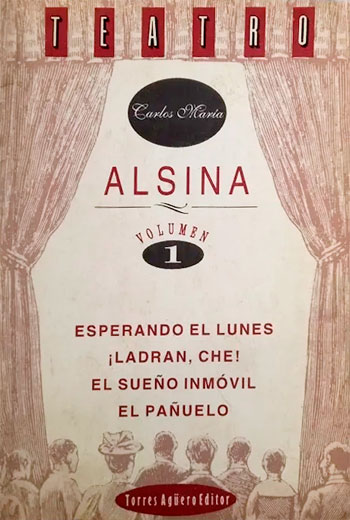 TEATRO
Carlos María
ALSINA
VOLUMEN
1
ESPERANDO EL LUNES
¡LADRAN, CHE!
EL SUEÑO INMÓVIL
EL PAÑUELO
Torres Agüero Editor